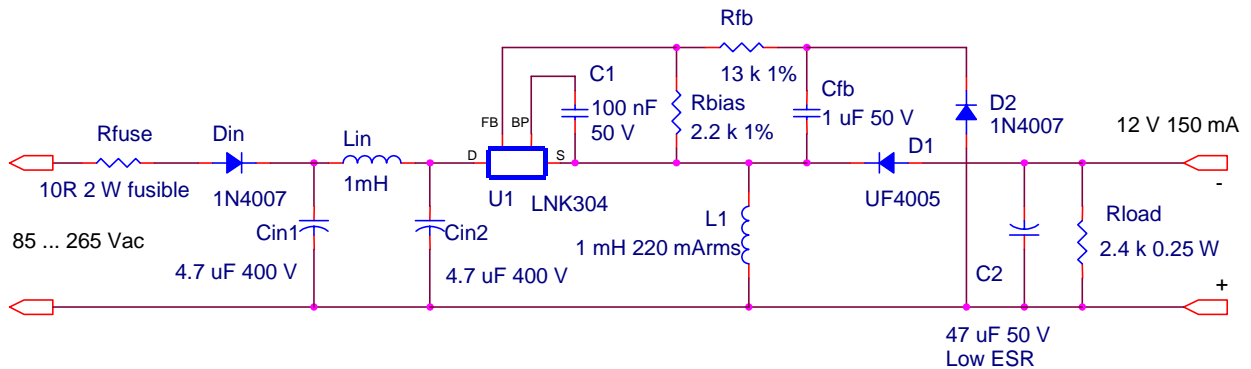 Rfb
13 k 1%
C1
100 nF
50 V
Rbias
2.2 k 1%
Cfb
1 uF 50 V
D2
1N4007
12 V 150 mA
FB
BP
D
S
Rfuse
10R 2 W fusible
Din
1N4007
Lin
1mH
U1
LNK304
D1
UF4005
-
85 ... 265 Vac
Cin1
4.7 uF 400 V
Cin2
4.7 uF 400 V
L1
1 mH 220 mArms
C2
47 uF 50 V
Low ESR
Rload
2.4 k 0.25 W
+